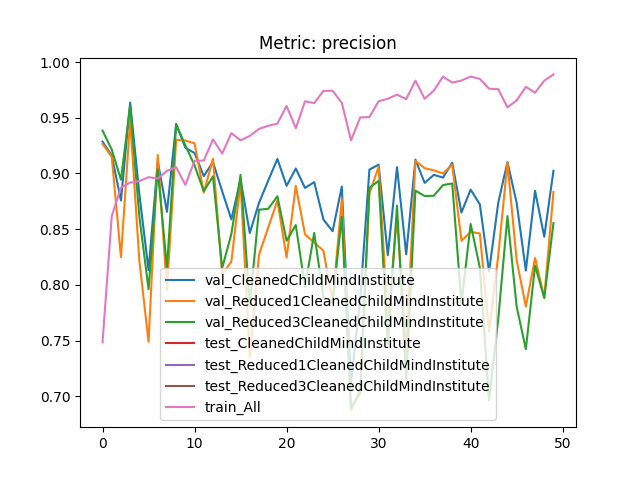 Metric: precision
1.00
0.95
0.90
0.85
0.80
0.75
0.70
val_CleanedChildMindInstitute
val_Reduced1CleanedChildMindInstitute
val_Reduced3CleanedChildMindInstitute
test_CleanedChildMindInstitute
test_Reduced1CleanedChildMindInstitute
test_Reduced3CleanedChildMindInstitute
train_All
0 10 20 30 40 50